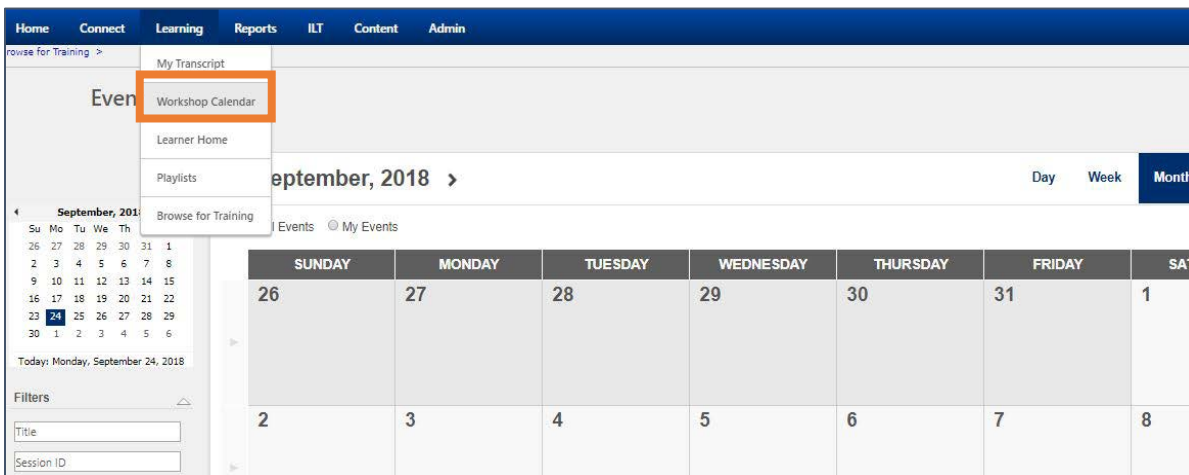 Home Connect Learning Reports ILT Content Admin
rowse for Training >
My Transcript
Even
Workshop Calendar
Learner Home
Playlists
Browse for Training
eptember, 2018 >
Day Week Month
l Events My Events
September, 201
Su Mo Tu We Th
26 27 28 29 30 31 1
2 3 4 5 6 7 8
9 10 11 12 13 14 15
16 17 18 19 20 21 22
23 24 25 26 27 28 29
30 1 2 3 4 5 6
Today: Monday, September 24, 2018
Filters
Title
Session ID
SUNDAY MONDAY TUESDAY WEDNESDAY THURSDAY FRIDAY SAT
26 27 28 29 30 31 1
2 3 4 5 6 7 8